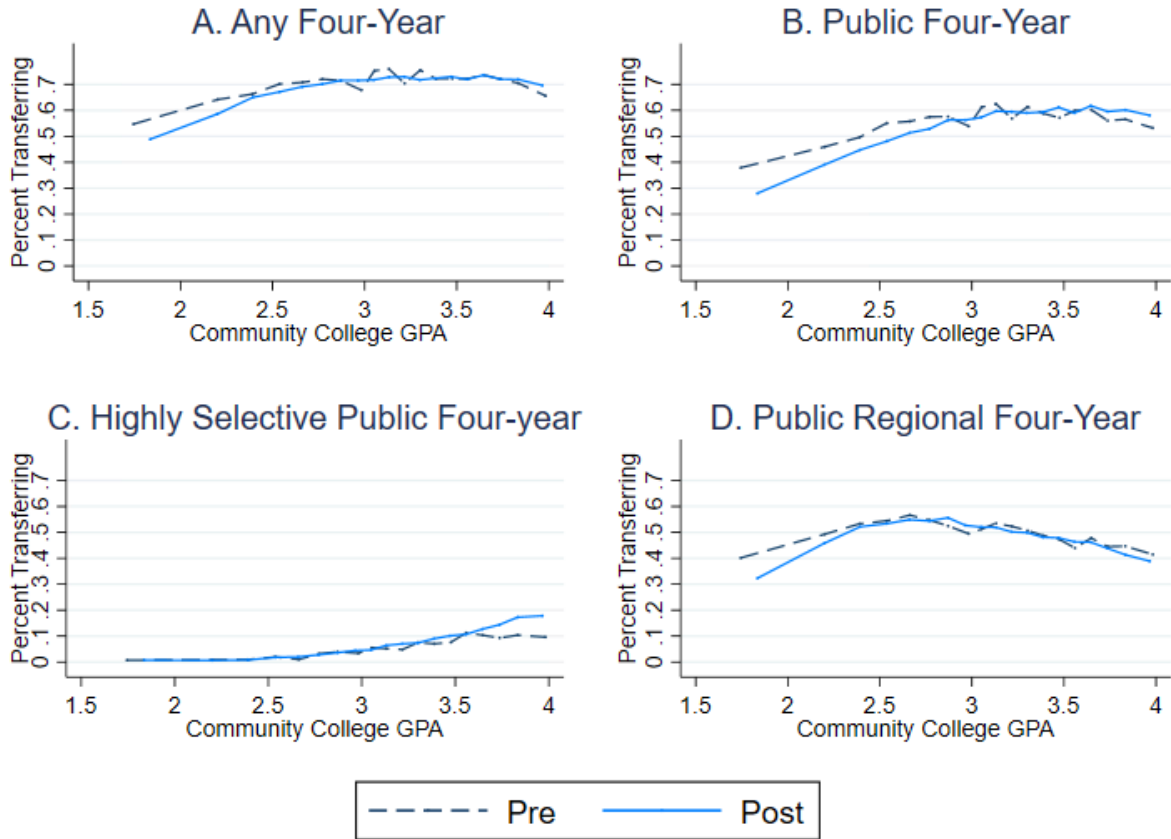 A. Any Four-Year
Percent Transferring
0 .1 .2 .3 .4 .5 .6 .7
1.5 2 2.5 3 3.5 4
Community College GPA
B. Public Four-Year
Percent Transferring
0 .1 .2 .3 .4 .5 .6 .7
1.5 2 2.5 3 3.5 4
Community College GPA
C. Highly Selective Public Four-year
Percent Transferring
0 .1 .2 .3 .4 .5 .6 .7
1.5 2 2.5 3 3.5 4
Community College GPA
D. Public Regional Four-Year
Percent Transferring
0 .1 .2 .3 .4 .5 .6 .7
1.5 2 2.5 3 3.5 4
Community College GPA
Pre Post